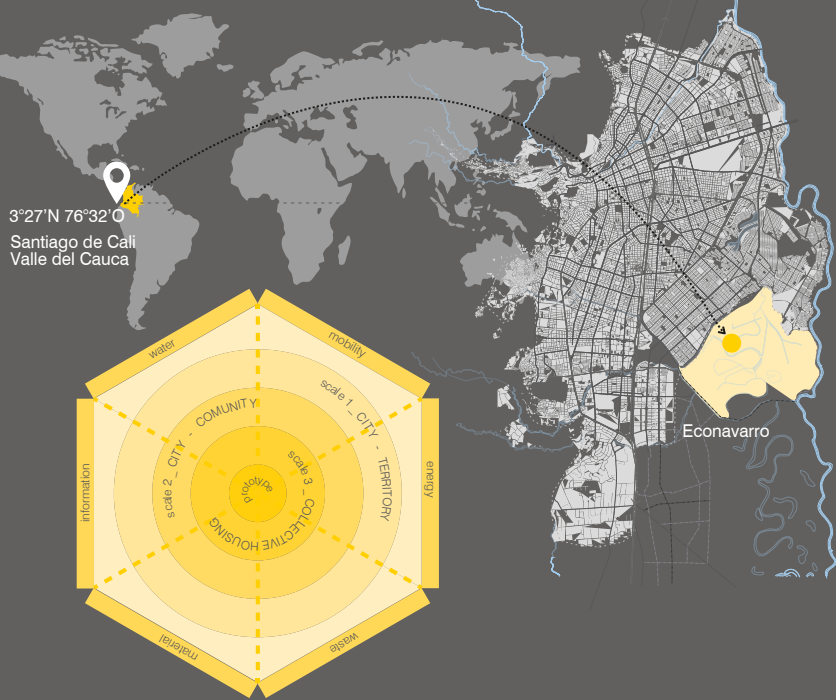 3°27'N 76°32'O
Santiago de Cali
Valle del Cauca
Econavarro
water
mobility
information
energy
material
waste
scale 1 _ CITY - TERRITORY
scale 2 _ CITY - COMUNITY
scale 3 _ COLLECTIVE HOUSING
prototype